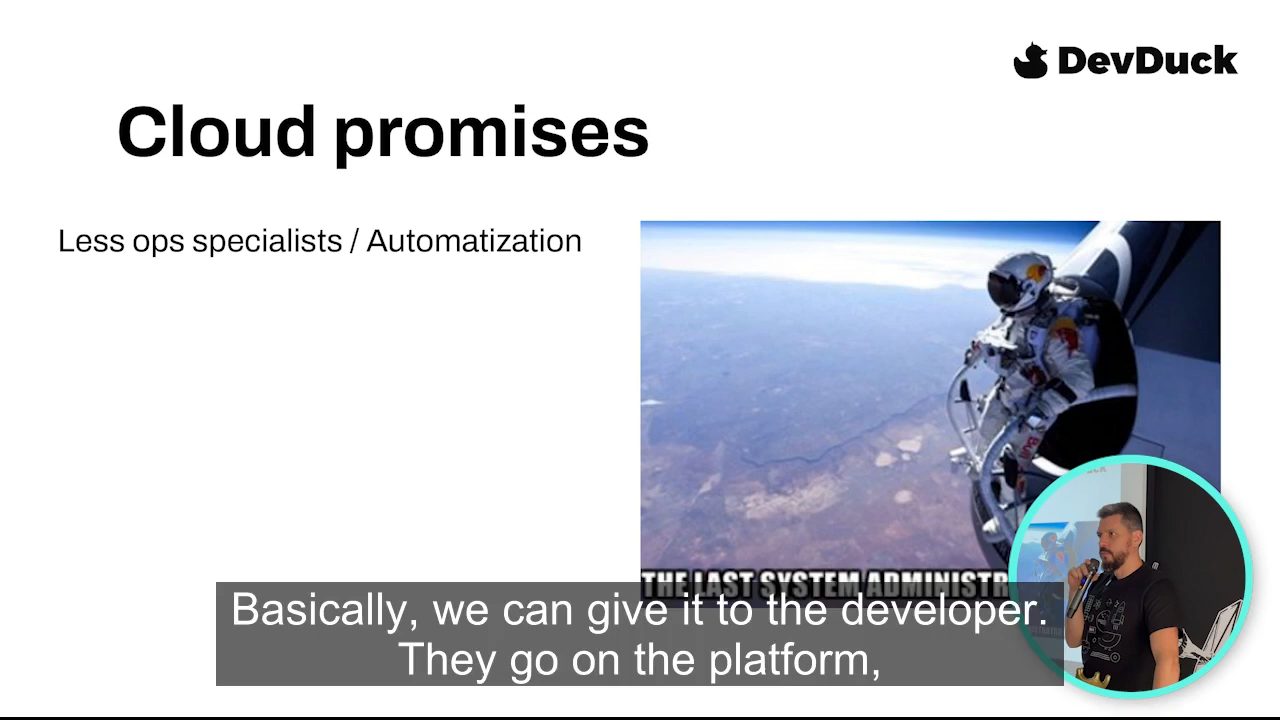 DevDuck
Cloud promises
Less ops specialists / Automatization
THE LAST SYSTEM
Basically, we can give it to the developer.
They go on the platform,